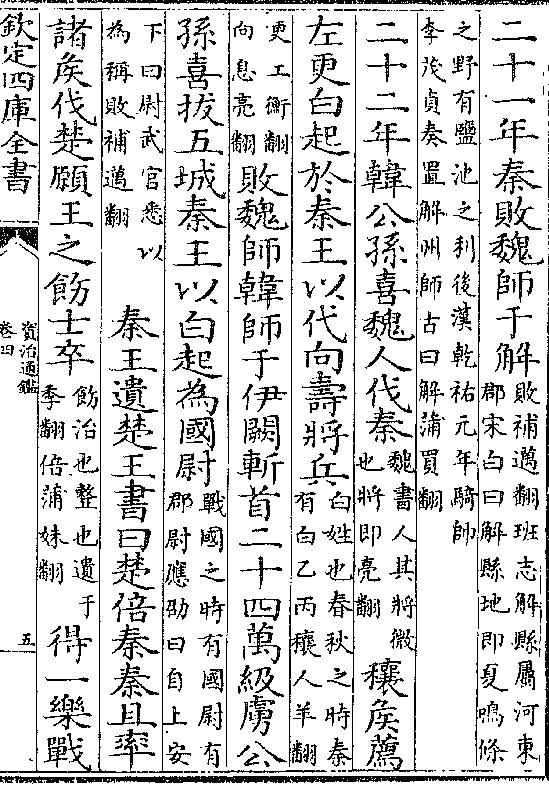 二十一年秦敗魏師于解敗補邁翻班志解縣屬河東郡宋白曰解縣地即夏鳴條
之野有鹽池之利後漢乾祐元年騎帥李茂貞奏置解州師古曰解蒲買翻
二十二年韓公孫喜魏人伐秦魏書人其將微也將即亮翻穰矦薦
左更白起於秦王以代向壽將兵白姓也春秋之時秦有白乙丙穰人羊翻
更工衡翻向息亮翻敗魏師韓師于伊闕斬首二十四萬級虜公
孫喜拔五城秦王以白起為國尉戰國之時有國尉有郡尉應劭曰自上安
下曰尉武官悉以為稱敗補邁翻秦王遺楚王書曰楚倍秦秦且率
諸矦伐楚願王之飭士卒飭治也整也遺于季翻倍蒲妹翻得一樂戰
欽定四庫全書
資治通鑑
卷四
五